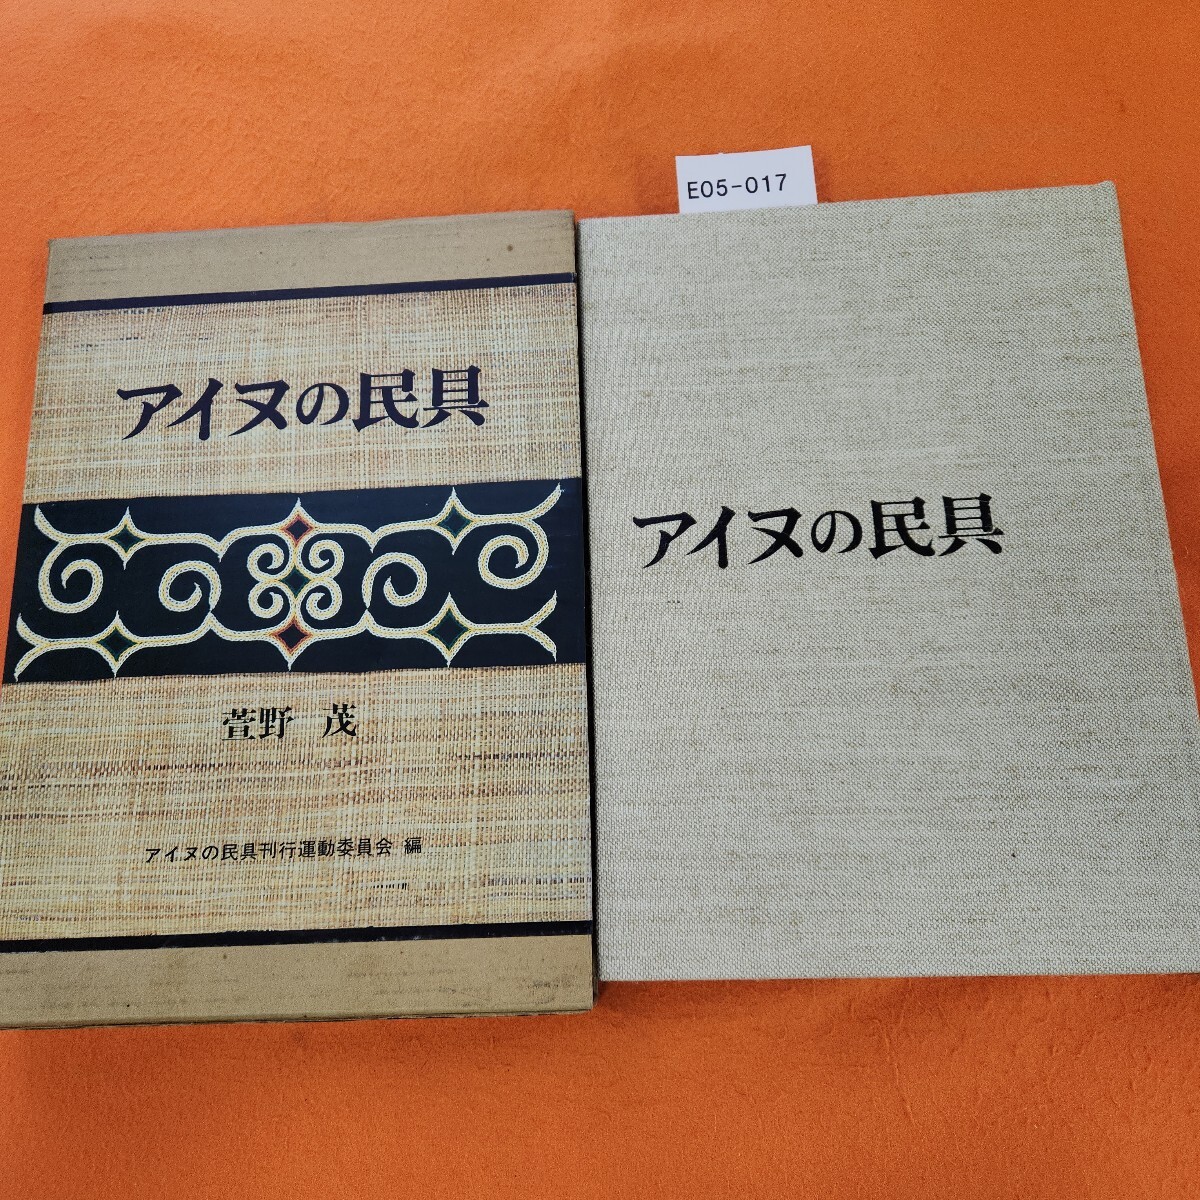 アイヌの民具
萱野 茂
アイヌの民具刊行運動委員会 編
E05-017
アイヌの民具